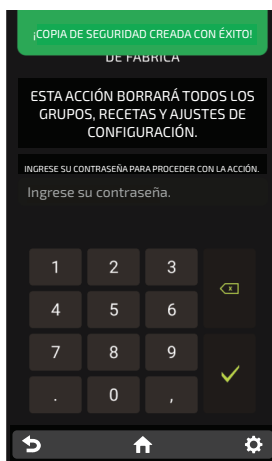 ¡COPIA DE SEGURIDAD CREADA CON ÉXITO!
DE FÁBRICA
ESTA ACCIÓN BORRARÁ TODOS LOS
GRUPOS, RECETAS Y AJUSTES DE
CONFIGURACIÓN.
INGRESE SU CONTRASEÑA PARA PROCEDER CON LA ACCIÓN.
Ingrese su contraseña.
1 2 3
4 5 6
7 8 9
. 0 ,